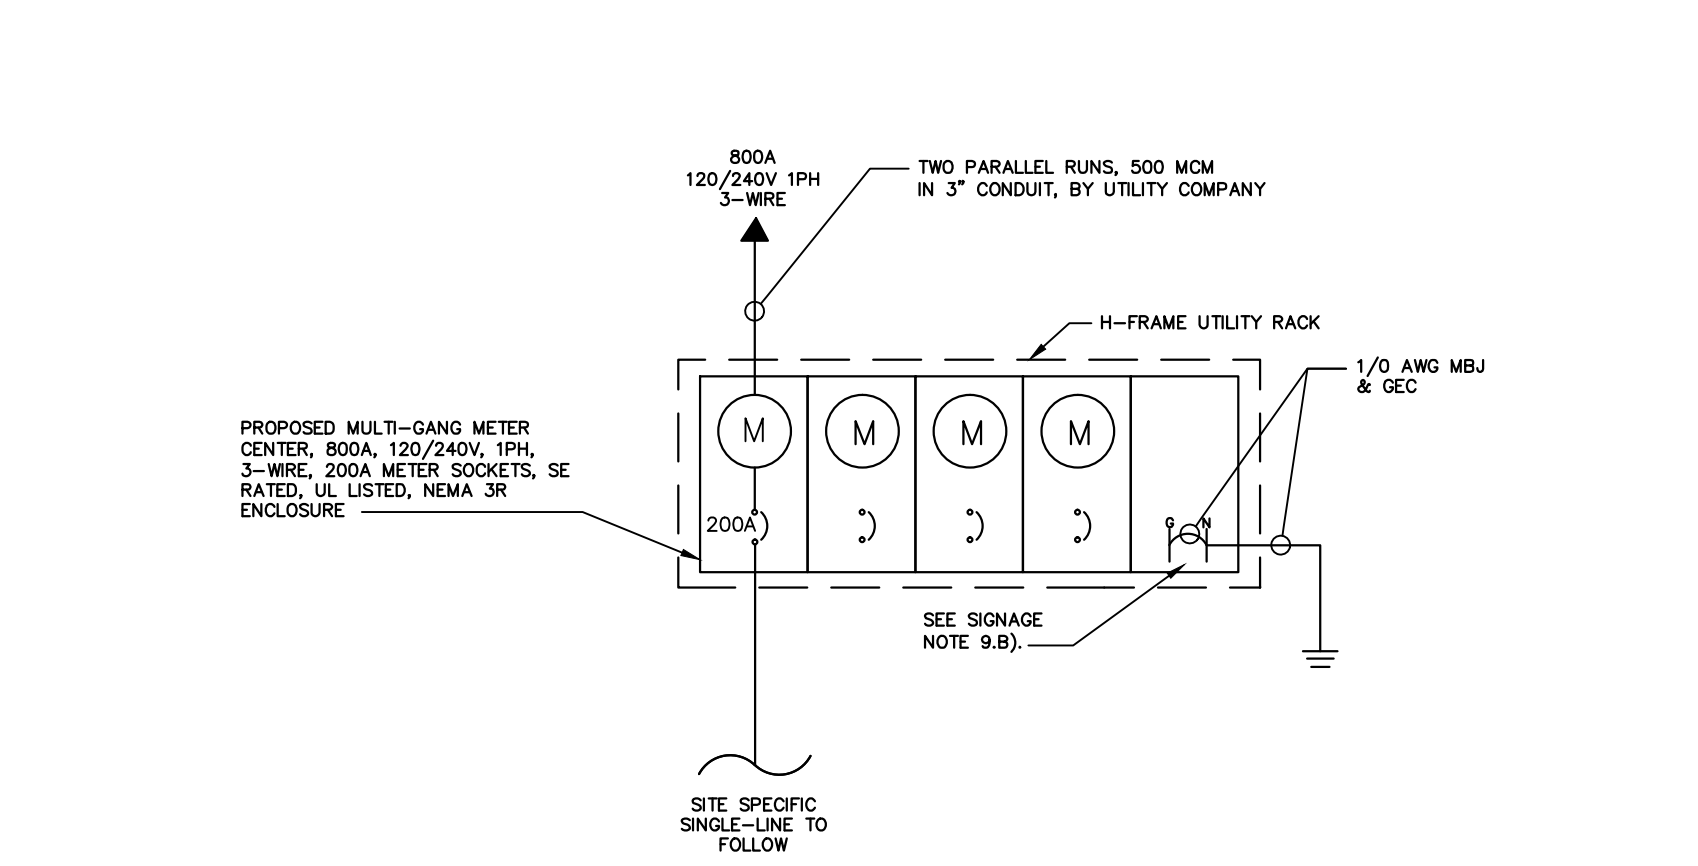 800A
120/240V 1PH
3-WIRE
TWO PARALLEL RUNS, 500 MCM
IN 3” CONDUIT, BY UTILITY COMPANY
H-FRAME UTILITY RACK
1/0 AWG MBJ
& GEC
PROPOSED MULTI-GANG METER
CENTER, 800A, 120/240V, 1PH,
3-WIRE, 200A METER SOCKETS, SE
RATED, UL LISTED, NEMA 3R
ENCLOSURE
M M M M
200A
G N
SEE SIGNAGE
NOTE 9.B).
SITE SPECIFIC
SINGLE-LINE TO
FOLLOW